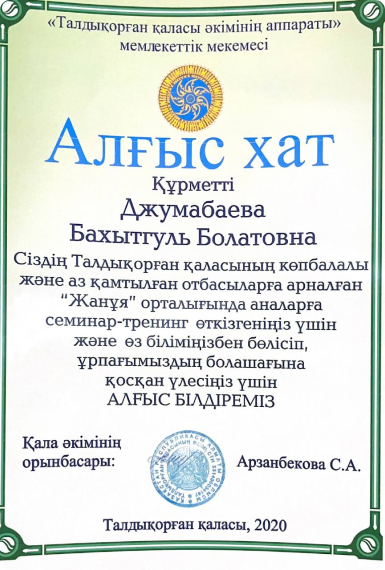 «Талдықорған қаласы әкімінің аппараты»
мемлекеттік мекемесі
Алғыс хат
Құрметті
Джумабаева
Бахытгуль Болатовна
Сіздің Талдықорған қаласының көпбалалы
және аз қамтылған отбасыларға арналған
“Жанұя” орталығында аналарға
семинар-тренинг өткізгеніңіз үшін
және өз біліміңізбен бөлісіп,
ұрпағымыздың болашағына
қосқан үлесіңіз үшін
АЛҒЫС БІЛДІРЕМІЗ
Қала әкімінің
орынбасары:
Арзанбекова С.А.
Талдықорған қаласы, 2020